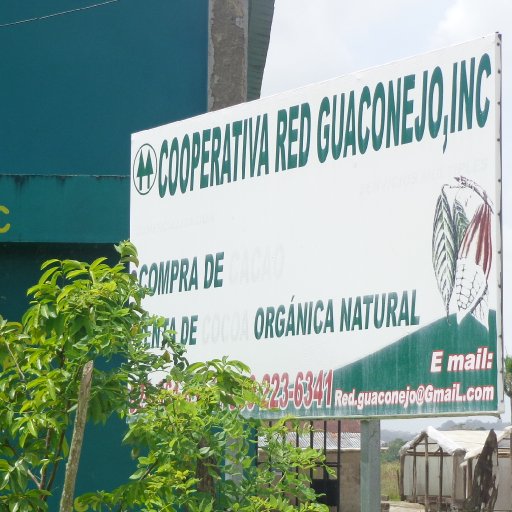 COOPERATIVA RED GUACONEJO, INC
COMPRA DE CACAO
DE COCOA ORGÁNICA NATURAL
E mail:
223-6341
Red.guaconejo@GmaiL.com